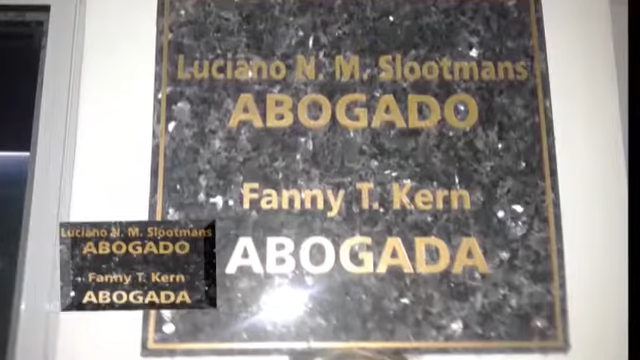 Luciano N. M. Slootmans
ABOGADO
Fanny T. Kern
ABOGADA
Luciano N. M. Slootmans
ABOGADO
Fanny T. Kern
ABOGADA